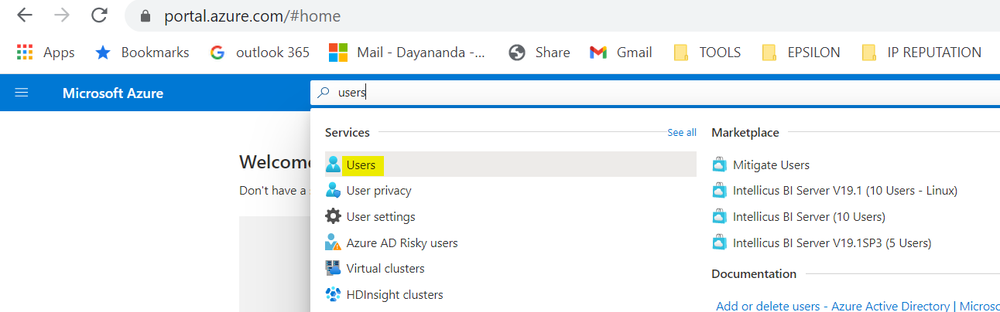 portal.azure.com/#home
Apps Bookmarks outlook 365 Mail - Dayananda -... Share Gmail TOOLS EPSILON IP REPUTATION
Microsoft Azure users
Services See all Marketplace
Welcome
Don't have a
Users
User privacy
User settings
Azure AD Risky users
Virtual clusters
HDInsight clusters
Mitigate Users
Intellicus BI Server V19.1 (10 Users - Linux)
Intellicus BI Server (10 Users)
Intellicus BI Server V19.1SP3 (5 Users)
Documentation
Add or delete users - Azure Active Directory |